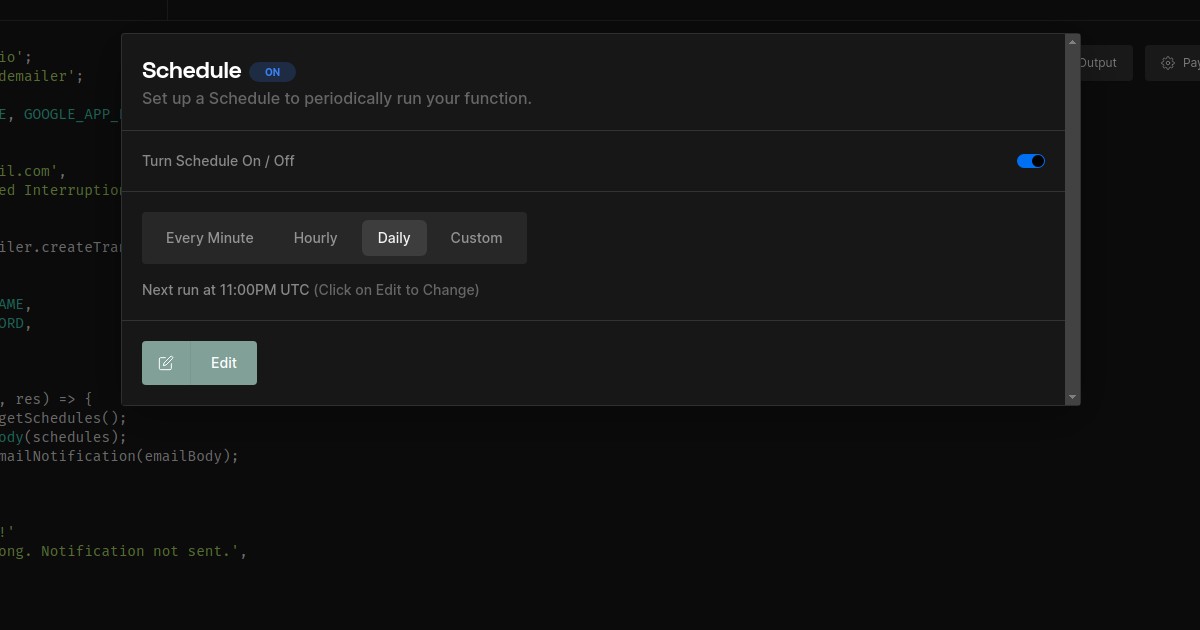 io';
demailer';
Output
Pay
E, GOOGLE_APP_
il.com',
ed Interruption
iler.createTran
AME,
ORD,
, res) => {
getSchedules();
ody(schedules);
mailNotification(emailBody);
!'
ong. Notification not sent.',
Schedule ON
Set up a Schedule to periodically run your function.
Turn Schedule On / Off
Every Minute Hourly Daily Custom
Next run at 11:00PM UTC (Click on Edit to Change)
Edit